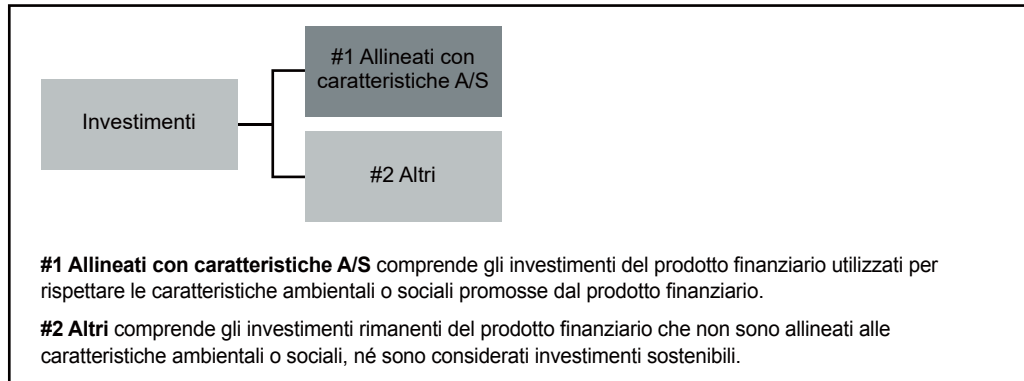 #1 Allineati con
caratteristiche A/S
Investimenti
#2 Altri
#1 Allineati con caratteristiche A/S comprende gli investimenti del prodotto finanziario utilizzati per
rispettare le caratteristiche ambientali o sociali promosse dal prodotto finanziario.
#2 Altri comprende gli investimenti rimanenti del prodotto finanziario che non sono allineati alle
caratteristiche ambientali o sociali, né sono considerati investimenti sostenibili.